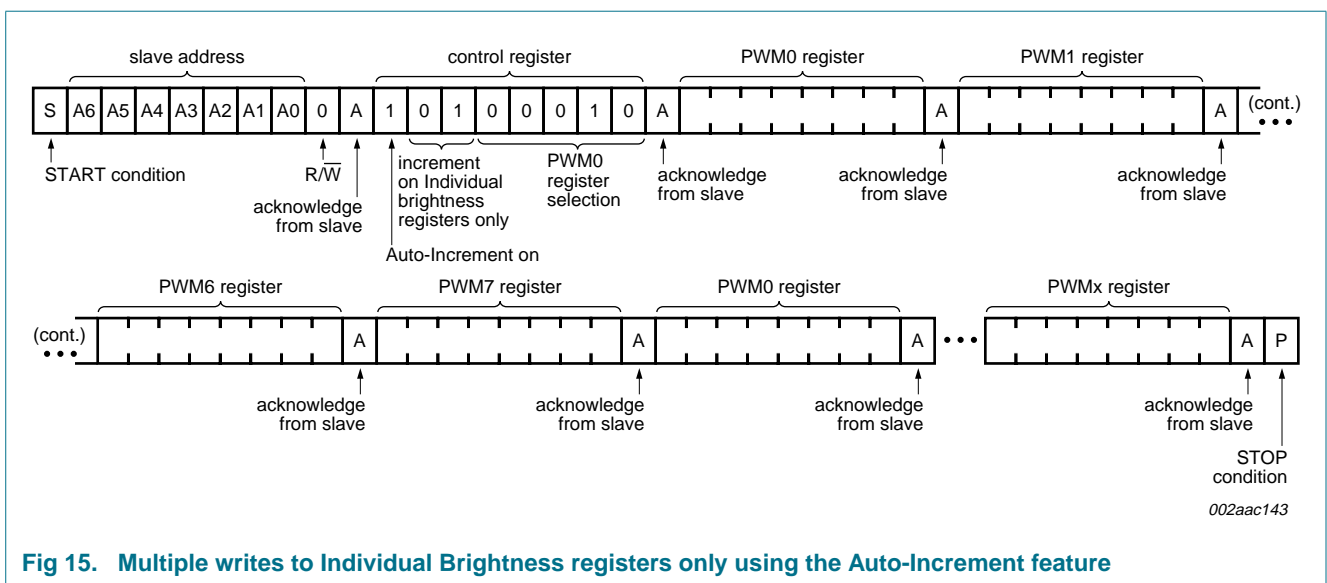 slave address control register PWM0 register PWM1 register
S A6 A5 A4 A3 A2 A1 A0 0 A 1 0 1 0 0 0 1 0 A A A (cont.)
START condition
R/W̅
acknowledge
from slave
Auto-Increment on
increment
on Individual
brightness
registers only
PWM0
register
selection
acknowledge
from slave
acknowledge
from slave
acknowledge
from slave
PWM6 register PWM7 register PWM0 register PWMx register
(cont.) A A A A P
acknowledge
from slave
acknowledge
from slave
acknowledge
from slave
acknowledge
from slave
STOP
condition
002aac143
Fig 15. Multiple writes to Individual Brightness registers only using the Auto-Increment feature